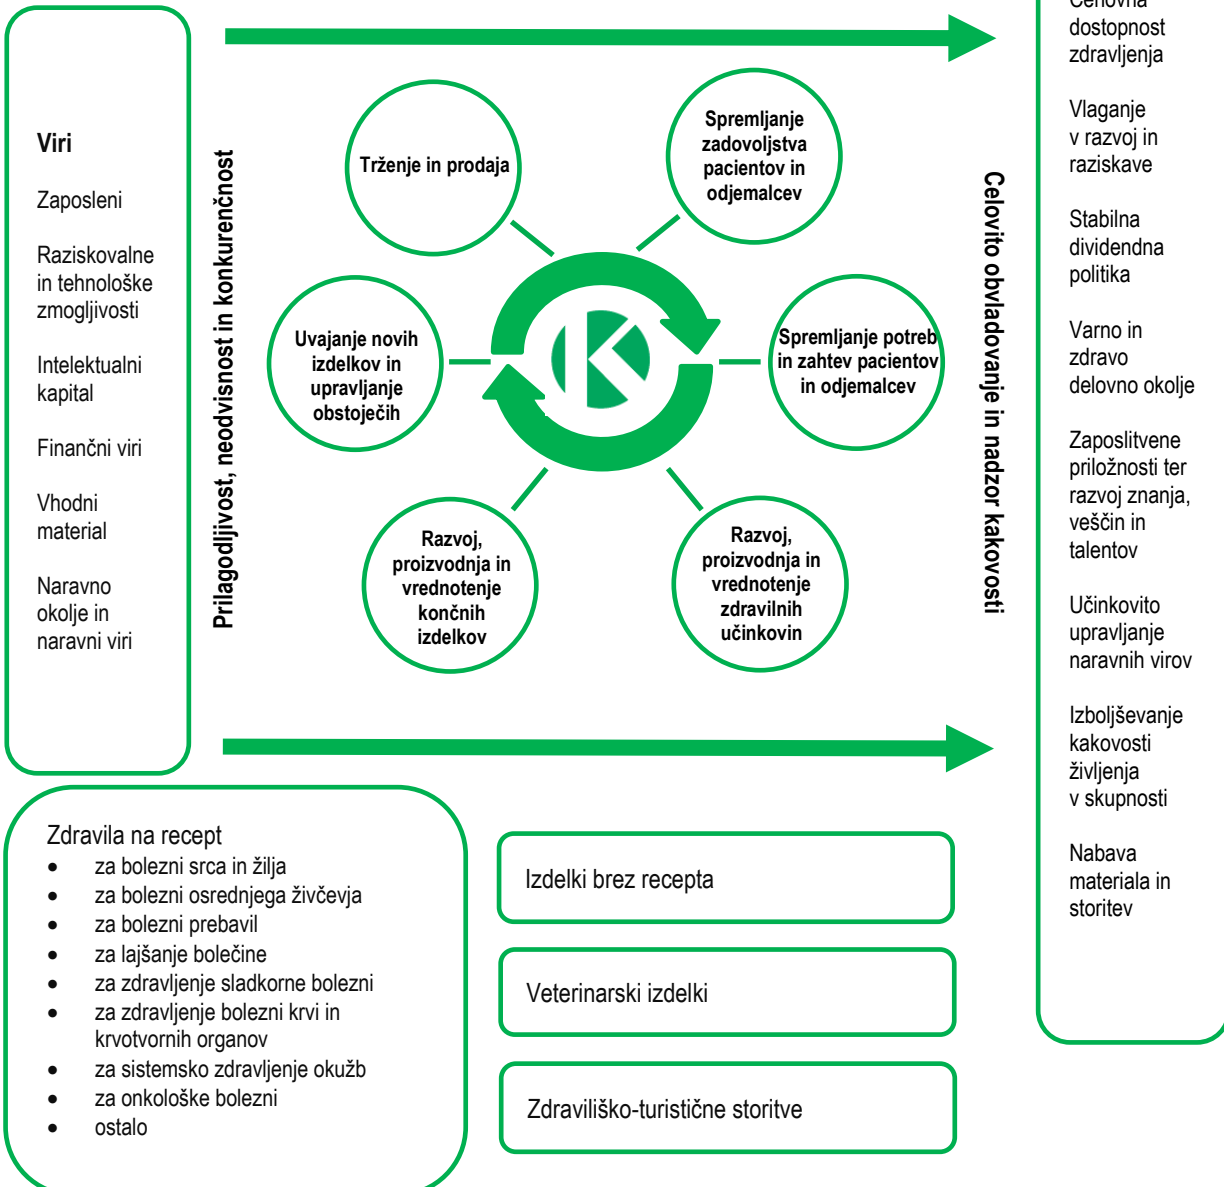 Viri
Zaposleni
Raziskovalne
in tehnološke
zmogljivosti
Intelektualni
kapital
Finančni viri
Vhodni
material
Naravno
okolje in
naravni viri
Prilagodljivost, neodvisnost in konkurenčnost
Trženje in prodaja
Spremljanje
zadovoljstva
pacientov in
odjemalcev
Uvajanje novih
izdelkov in
upravljanje
obstoječih
K
Spremljanje potreb
in zahtev pacientov
in odjemalcev
Razvoj,
proizvodnja in
vrednotenje
končnih
izdelkov
Razvoj,
proizvodnja in
vrednotenje
zdravilnih
učinkovin
Celovito obvladovanje in nadzor kakovosti
Cenovna
dostopnost
zdravljenja
Vlaganje
v razvoj in
raziskave
Stabilna
dividendna
politika
Varno in
zdravo
delovno okolje
Zaposlitvene
priložnosti ter
razvoj znanja,
veščin in
talentov
Učinkovito
upravljanje
naravnih virov
Izboljševanje
kakovosti
življenja
v skupnosti
Nabava
materiala in
storitev
Zdravila na recept
• za bolezni srca in žilja
• za bolezni osrednjega živčevja
• za bolezni prebavil
• za lajšanje bolečine
• za zdravljenje sladkorne bolezni
• za zdravljenje bolezni krvi in
krvotvornih organov
• za sistemsko zdravljenje okužb
• za onkološke bolezni
• ostalo
Izdelki brez recepta
Veterinarski izdelki
Zdraviliško-turistične storitve